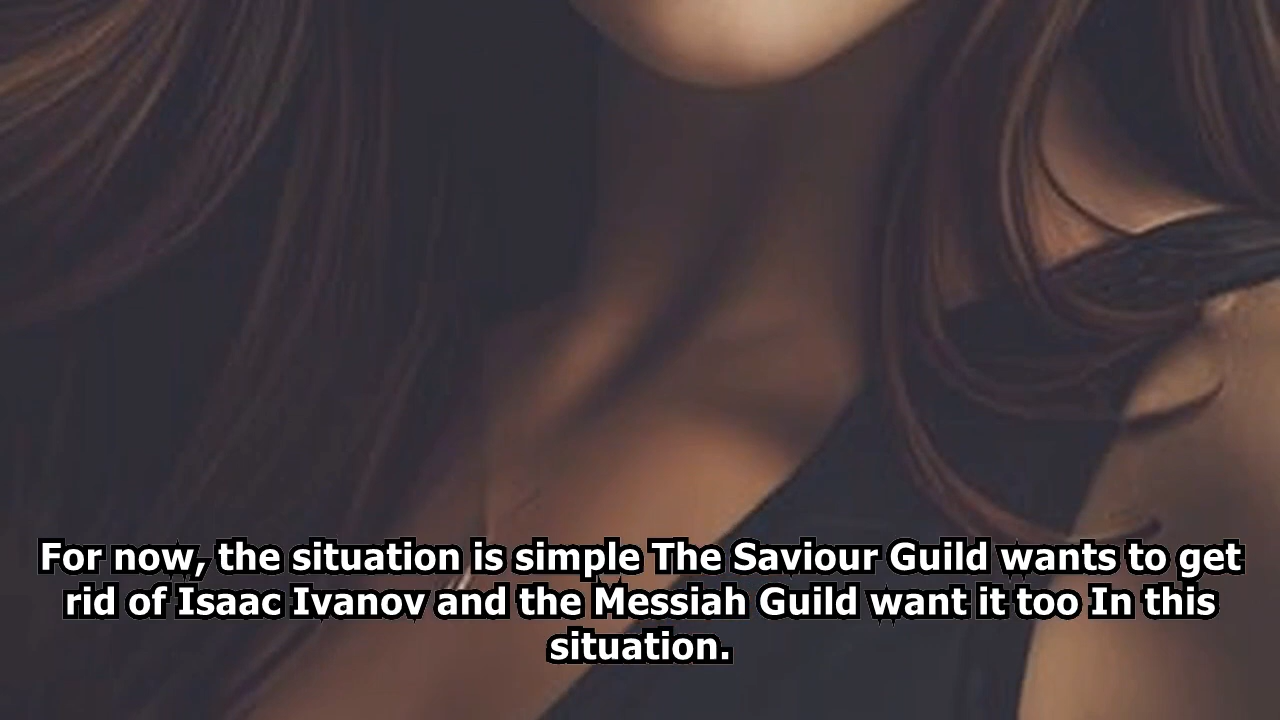 For now, the situation is simple The Saviour Guild wants to get
rid of Isaac Ivanov and the Messiah Guild want it too In this
situation.